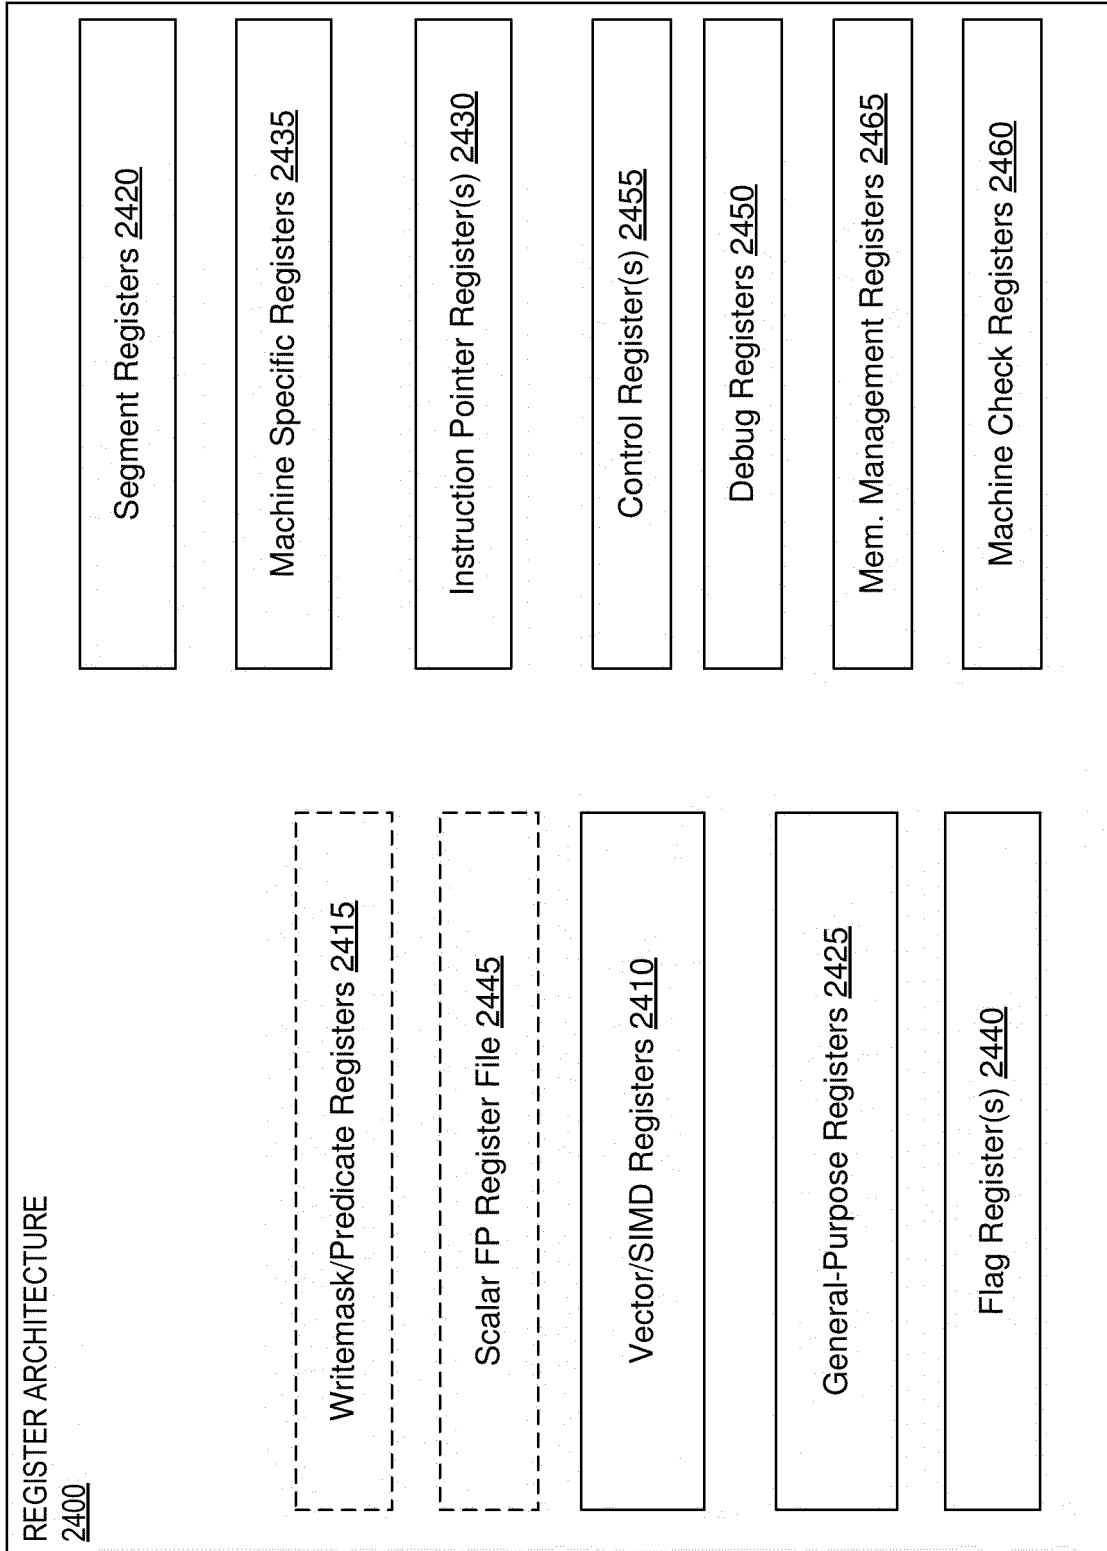 REGISTER ARCHITECTURE
2400
Writemask/Predicate Registers 2415
Scalar FP Register File 2445
Vector/SIMD Registers 2410
General-Purpose Registers 2425
Flag Register(s) 2440
Segment Registers 2420
Machine Specific Registers 2435
Instruction Pointer Register(s) 2430
Control Register(s) 2455
Debug Registers 2450
Mem. Management Registers 2465
Machine Check Registers 2460